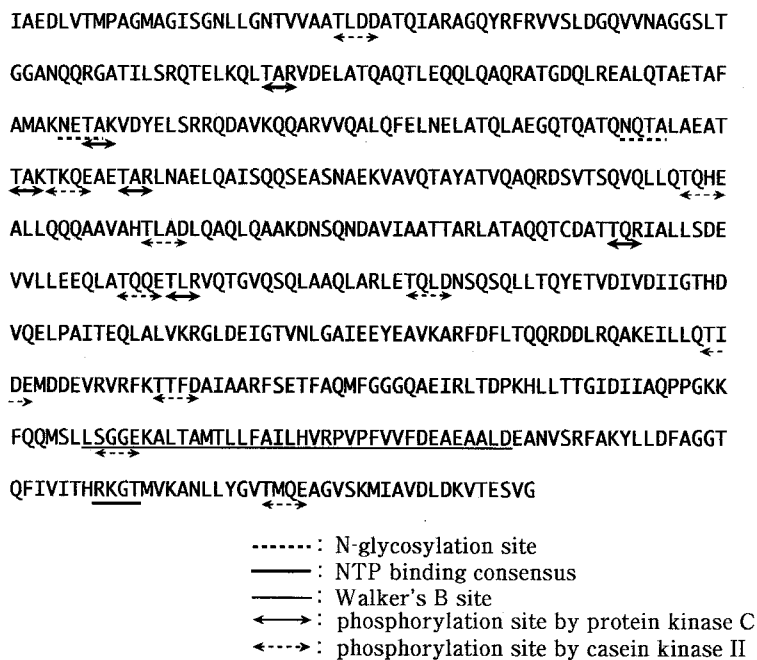 IAEDLVTMPAGMAGISGNLLGNTVVAATLDDATQIARAGQYRFRVVSLDGQVVNAGGSLT
GGANQQRGATILSRQTELKQLTARVDELATQAQTLEQQLQAQRATGDQLREALQTAETAF
AMAKNETAKVDYELSRRQDAVKQQARVVQALQFELNELATQLAEGQTQATQNQTALAEAT
TAKTKQEAETARLNAELQAISQQSEASNAEKVAVQTAYATVQAQRDSVTSQVQLLQTQHE
ALLQQQAAVAHTLADLQAQLQAAKDNSQNDAVIAATTARLATAQQTCDATTQRIALLSDE
VVLLEEQLATQQETLRVQTGVQSQLAAQLARLETQLDNSQSQLLTQYETVDIVDIIGTHD
VQELPAITEQLALVKRGLDEIGTVNLGAIEEYEAVKARFDFLTQQRDDLRQAKEILLQTI
DEMDDEVRVRFKTTFDAIAARFSETFAQMFGGGQAEIRLTDPKHLLTTGIDIIAQPPGKK
FQQMSLLSGGEKALTAMTLLFAILHVRPVPFVVFDEAEAALDEANVSRFAKYLLDFAGGT
QFIVITHRKGTMVKANLLYGVTMQEAGVSKMIAVDLDKVTESVG
: N-glycosylation site
: NTP binding consensus
: Walker's B site
: phosphorylation site by protein kinase C
: phosphorylation site by casein kinase II